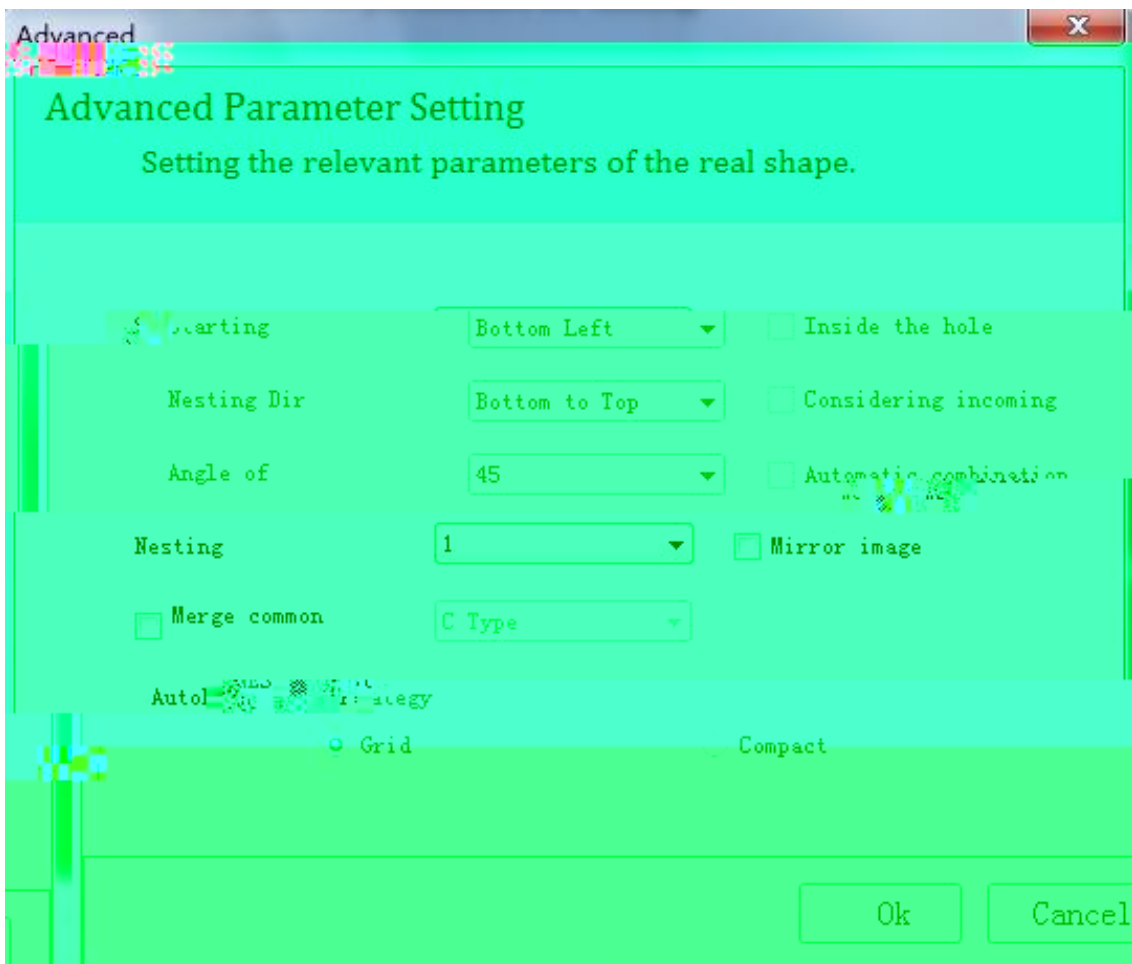 Advanced
X
Advanced Parameter Setting
Setting the relevant parameters of the real shape.
Bottom Left Inside the hole
Nesting Dir Bottom to Top Considering incoming
Angle of 45 Automatic combination
Nesting 1 Mirror image
Merge common C Type
Grid Compact
Ok Cancel